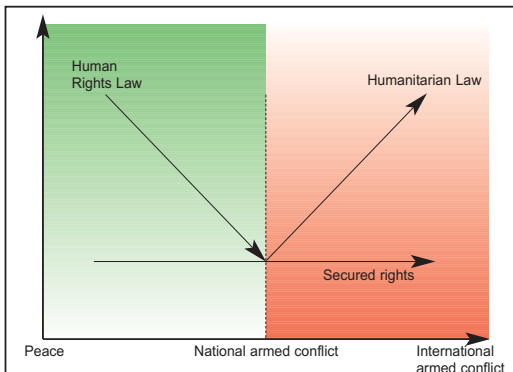 Human
Rights Law
Humanitarian Law
Secured rights
Peace
National armed conflict
International
armed conflict